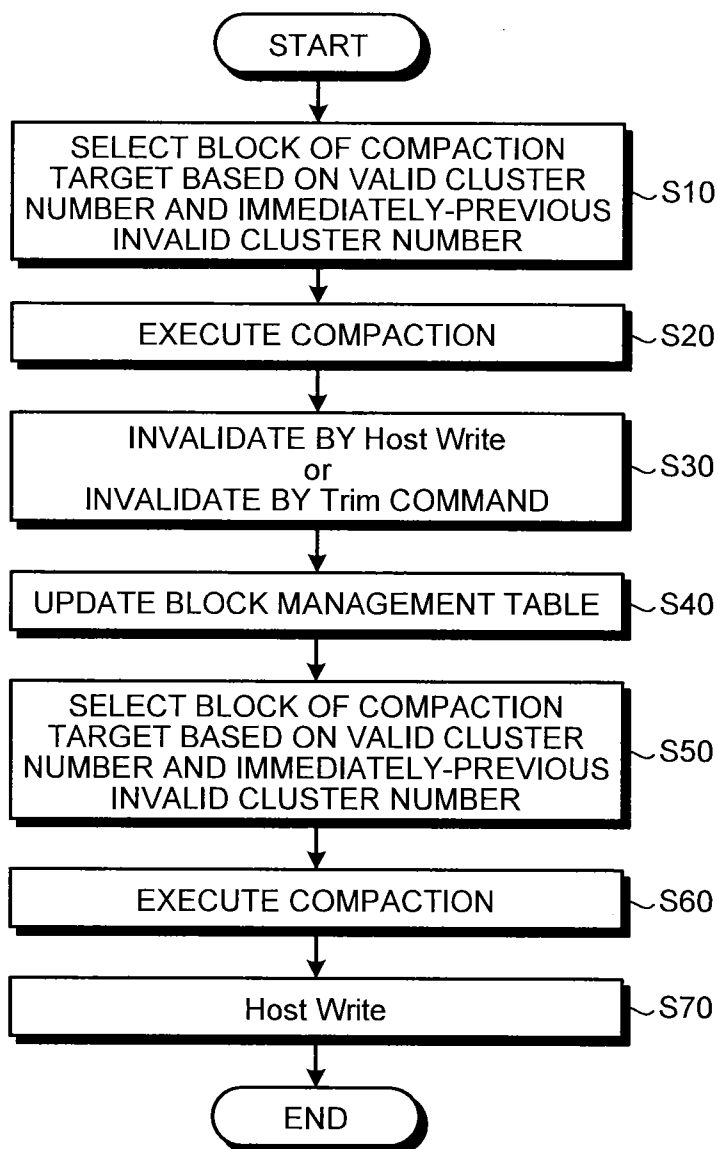 START
SELECT BLOCK OF COMPACTION
TARGET BASED ON VALID CLUSTER
NUMBER AND IMMEDIATELY-PREVIOUS
INVALID CLUSTER NUMBER
S10
EXECUTE COMPACTION
S20
INVALIDATE BY Host Write
or
INVALIDATE BY Trim COMMAND
S30
UPDATE BLOCK MANAGEMENT TABLE
S40
SELECT BLOCK OF COMPACTION
TARGET BASED ON VALID CLUSTER
NUMBER AND IMMEDIATELY-PREVIOUS
INVALID CLUSTER NUMBER
S50
EXECUTE COMPACTION
S60
Host Write
S70
END